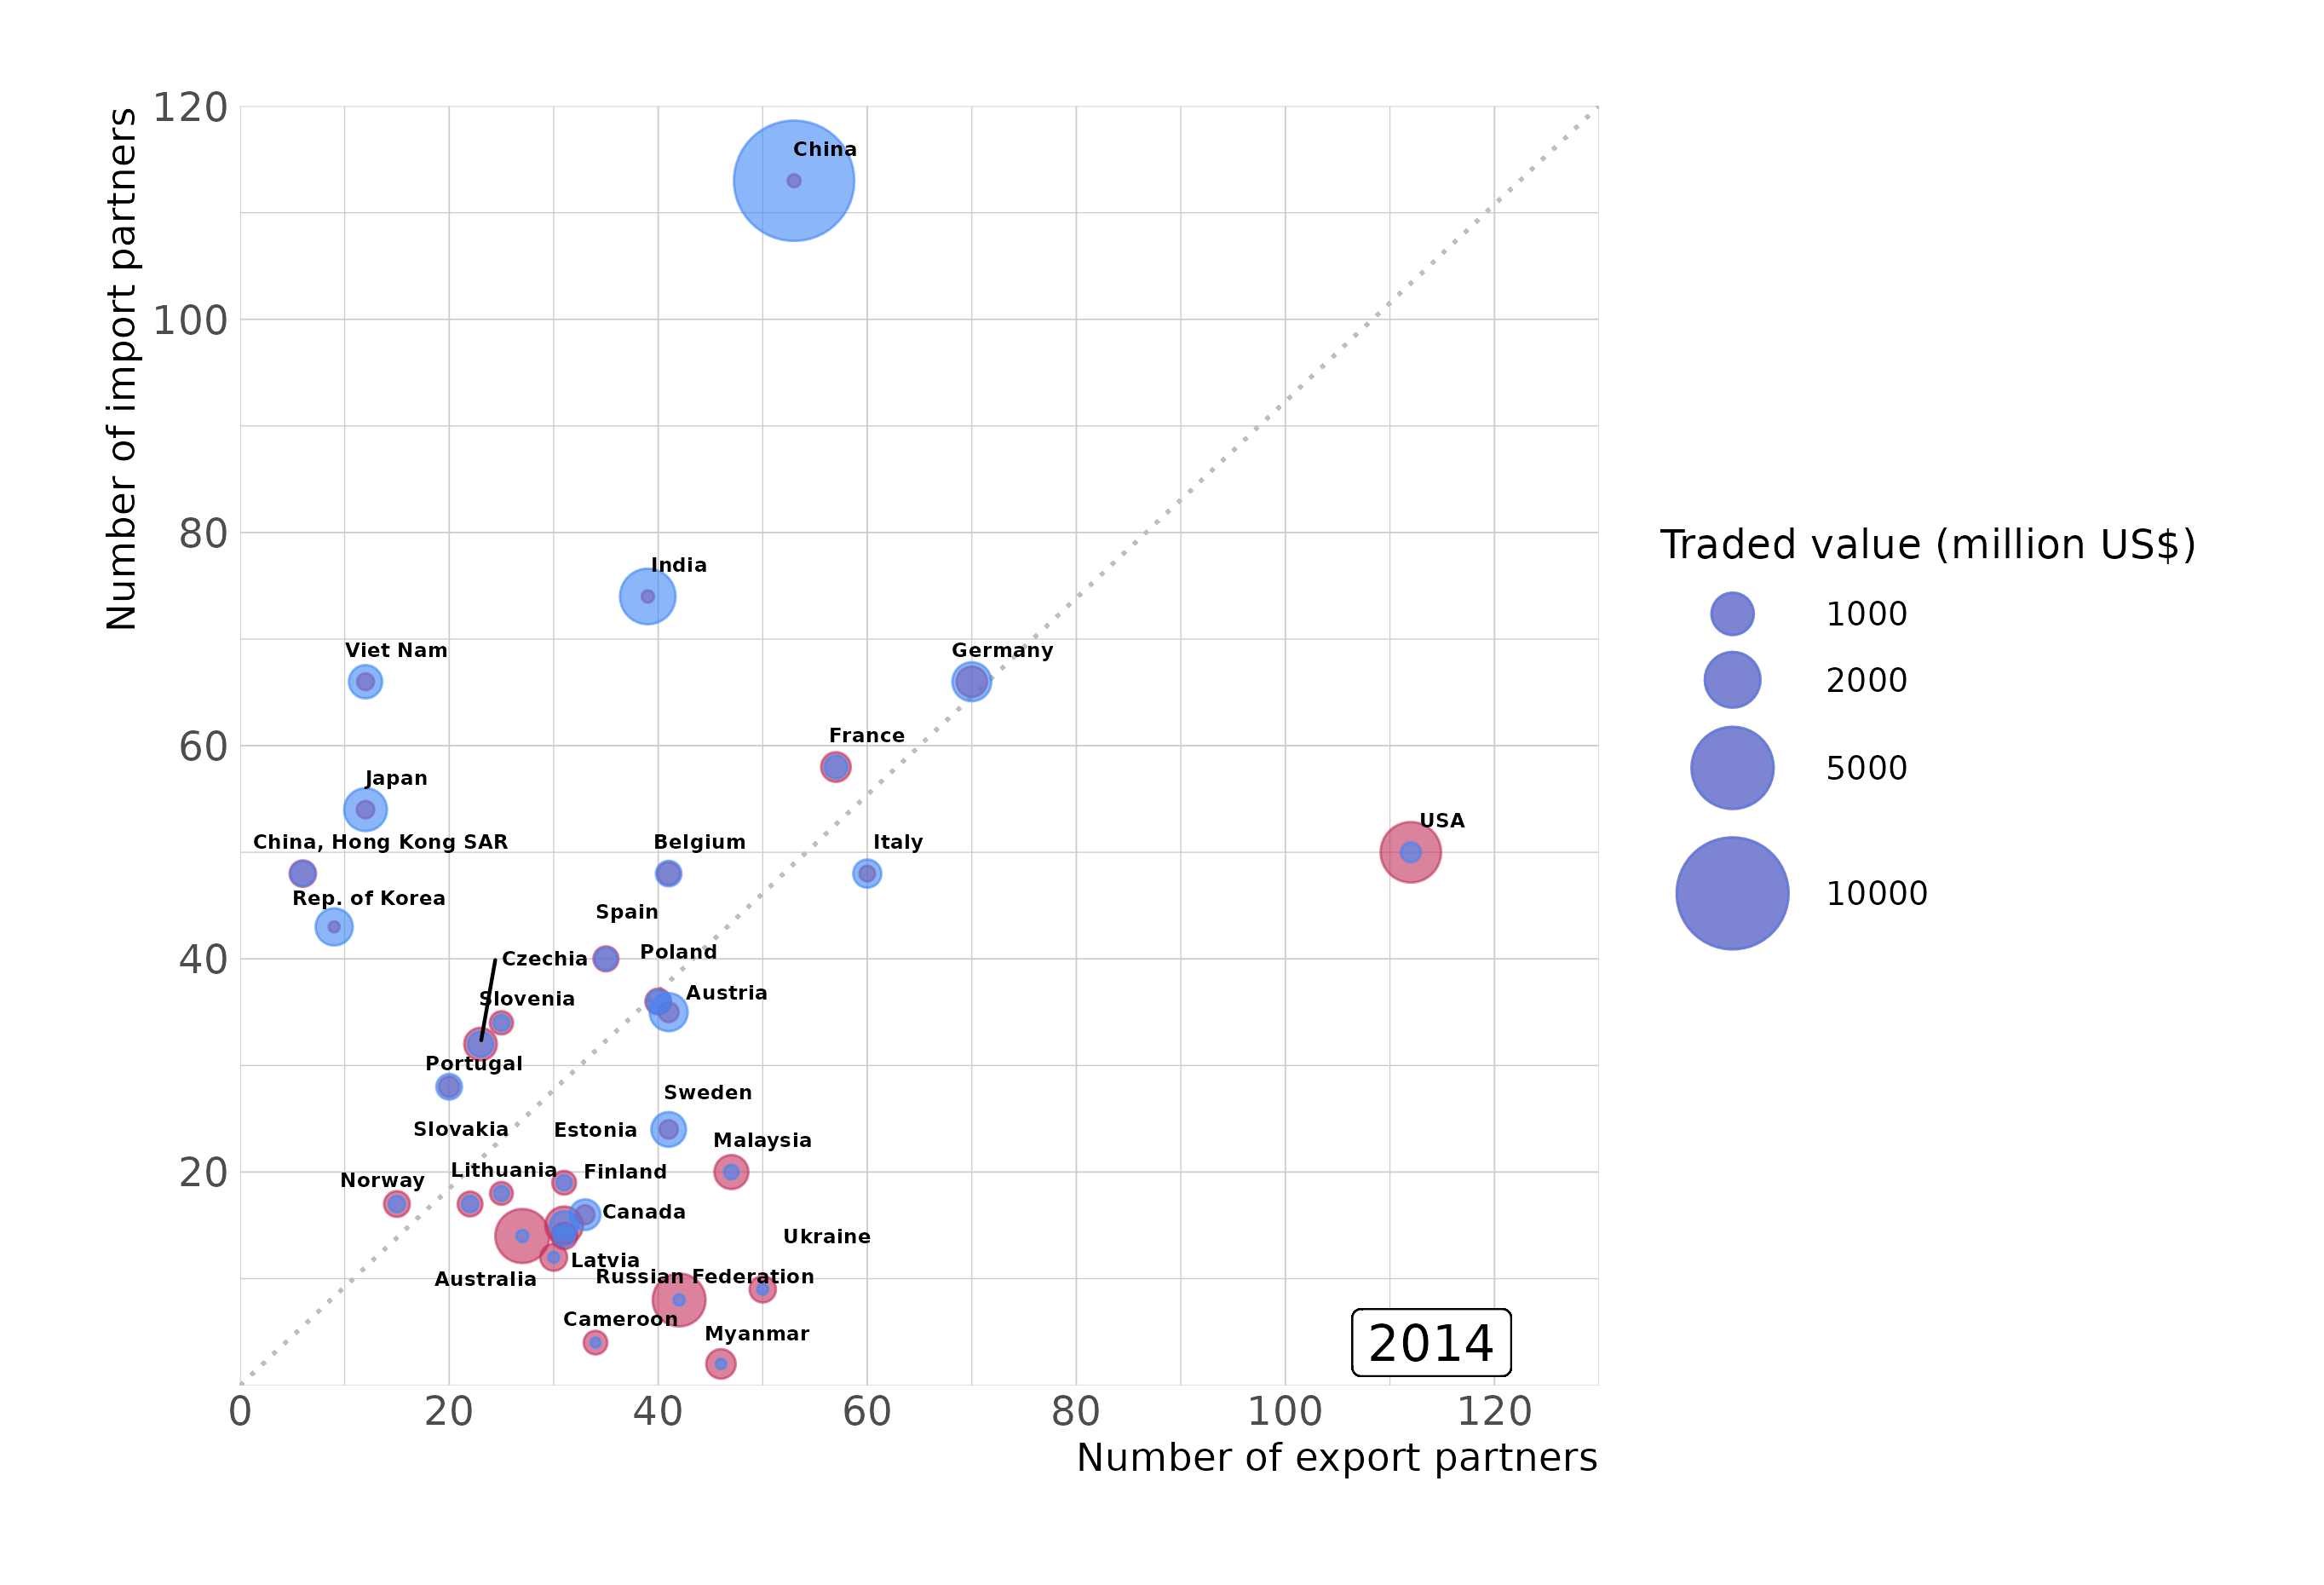 Number of import partners
120
100
80
60
40
20
China
India
Viet Nam
Germany
France
Japan
USA
China, Hong Kong SAR
Belgium
Italy
Rep. of Korea
Spain
Poland
Czechia
Austria
Slovenia
Portugal
Sweden
Slovakia
Estonia
Malaysia
Lithuania
Finland
Norway
Canada
Ukraine
Latvia
Australia
Russian Federation
Cameroon
Myanmar
2014
0
20
40
60
80
100
120
Number of export partners
Traded value (million US$)
1000
2000
5000
10000